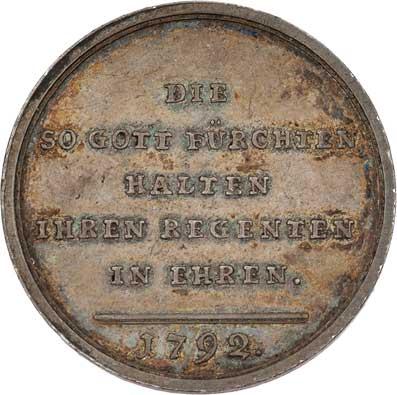 DIE
SO GOTT FÜRCHTEN
HALTEN
IHREN REGENTEN
IN EHREN.
1792.